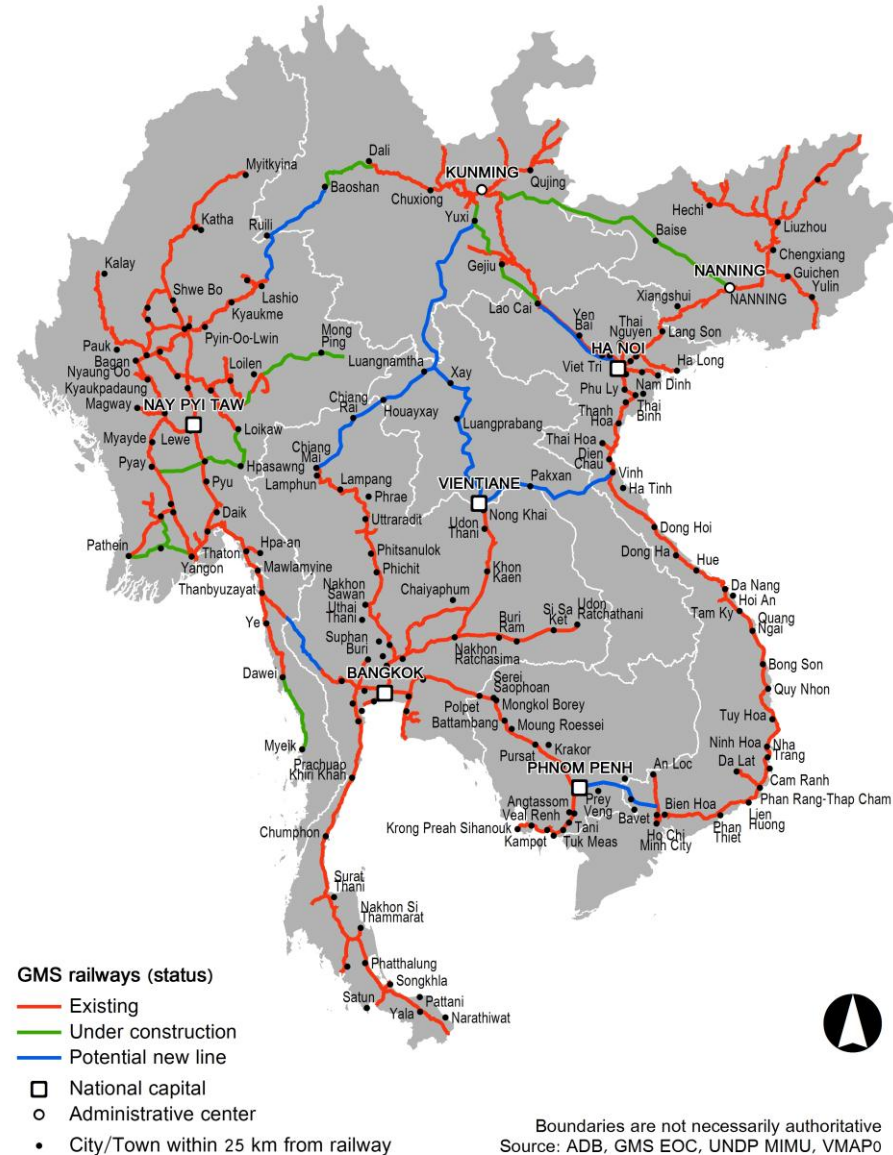 Dali
Myitkyina
KUNMING
Qujing
Baoshan
Chuxiong
Hechi
Katha
Ruili
Yuxi
Liuzhou
Baise
Kalay
Gejiu
Chengxiang
NANNING
Guichen
Shwe Bo
Lashio
NANNING
Yulin
Kyaukme
Xiangshui
Lao Cai
Yen
Bai
Thai
Nguyen
Pyin-Oo-Lwin
Mong
Ping
Lang Son
Pauk
HA NOI
Bagan
Loilen
Luangnamtha
Xay
Viet Tri
Ha Long
Nyaung Oo
Kyaukpadaung
Chiang
Rai
Phu Ly
Nam Dinh
Magway
NAY PYI TAW
Houayxay
Thanh
Hoa
Thai
Binh
Luangprabang
Loikaw
Myayde
Lewe
Chiang
Mai
Thai Hoa
Dien
Chau
Pyay
Hpasawng
Lampang
VIENTIANE
Pakxan
Vinh
Lamphun
Phrae
Pyu
Ha Tinh
Nong Khai
Uttraradit
Udon
Thani
Daik
Dong Hoi
Pathein
Thaton
Hpa-an
Phitsanulok
Dong Ha
Hue
Yangon
Mawlamvine
Phichit
Khon
Kaen
Thanbyuzayat
Nakhon
Sawan
Chaiyaphum
Da Nang
Hoi An
Uthai
Thani
Si Sa
Ket
Udon
Ratchathani
Tam Ky
Buri
Ram
Quang
Ngai
Ye
Suphan
Buri
Nakhon
Ratchasima
Bong Son
Dawei
BANGKOK
Serei
Saophoan
Quy Nhon
Polpet
Mongkol Borey
Battambang
Moung Roessei
Tuy Hoa
Myeik
Krakor
Ninh Hoa
Nha
Trang
Pursat
An Loc
Da Lat
Prachuap
Khiri Khan
PHNOM PENH
Cam Ranh
Prey
Veng
Bien Hoa
Phan Rang-Thap Cham
Angtassom
Bavet
Lien
Huong
Veal Renh
Chumphon
Krong Preah Sihanouk
Tani
Ho Chi
Minh City
Phan
Thiet
Kampot
Tuk Meas
Surat
Thani
Nakhon Si
Thammarat
Phatthalung
GMS railways (status)
Songkhla
Existing
Satun
Pattani
Under construction
Yala
Narathiwat
Potential new line
National capital
Administrative center
City/Town within 25 km from railway
Boundaries are not necessarily authoritative
Source: ADB, GMS EOC, UNDP MIMU, VMAP0